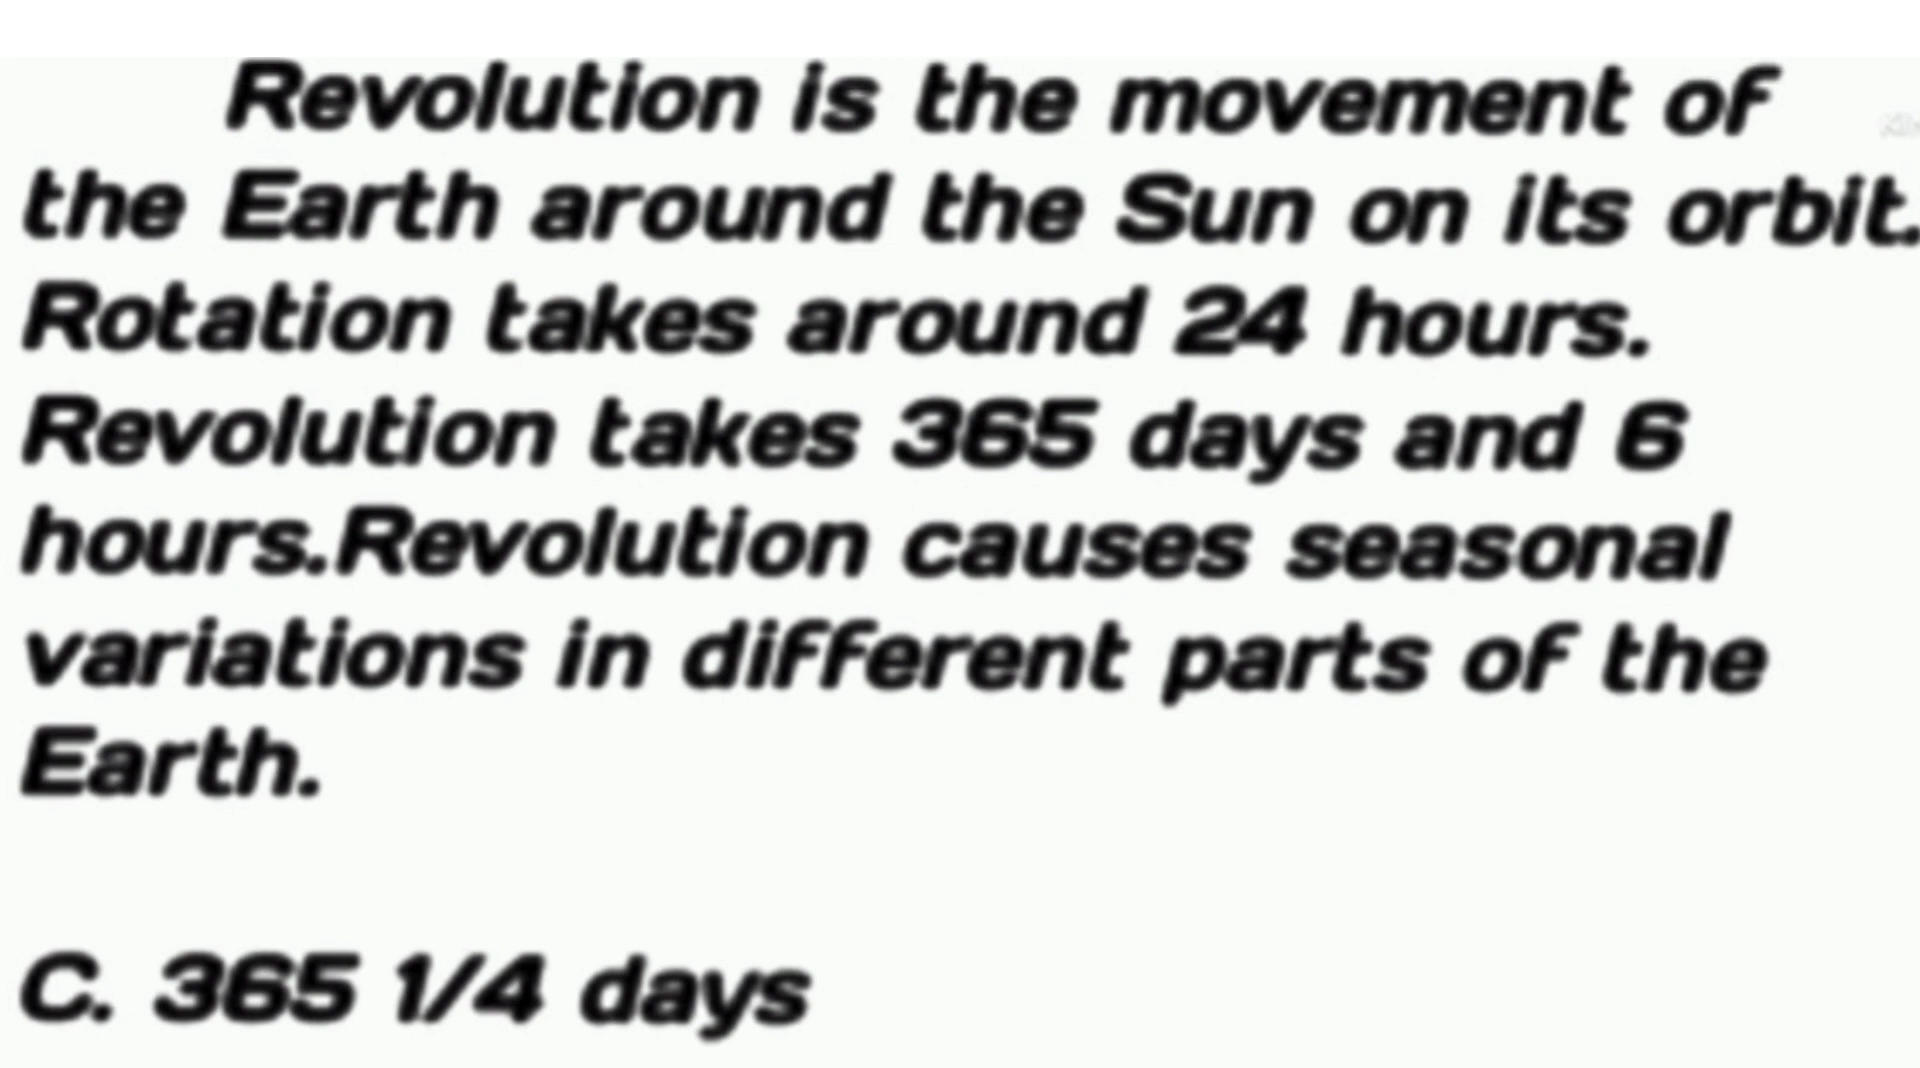 Revolution is the movement of
the Earth around the Sun on its orbit.
Rotation takes around 24 hours.
Revolution takes 365 days and 6
hours.Revolution causes seasonal
variations in different parts of the
Earth.
C. 365 1/4 days